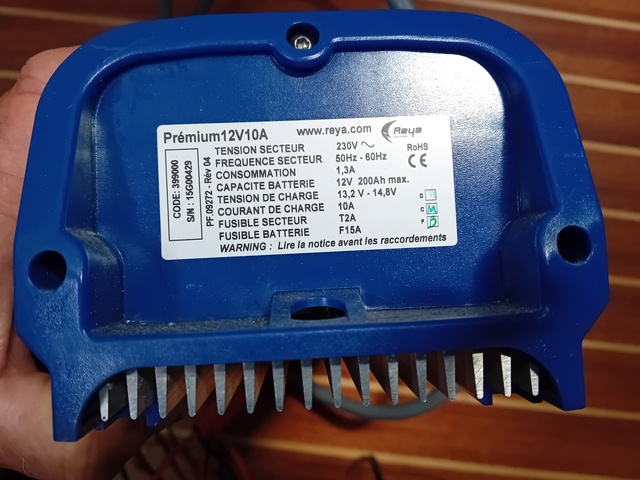 Prémium12V10A www.reya.com Reya
CODE: 399000
S/N : 15G00429
PF.09272 - Rév 04
TENSION SECTEUR 230V ~ RoHS
FREQUENCE SECTEUR 50Hz - 60Hz CE
CONSOMMATION 1,3A
CAPACITE BATTERIE 12V 200Ah max.
TENSION DE CHARGE 13,2 V - 14,8V D
COURANT DE CHARGE 10A C
FUSIBLE SECTEUR T2A P
FUSIBLE BATTERIE F15A
WARNING : Lire la notice avant les raccordements